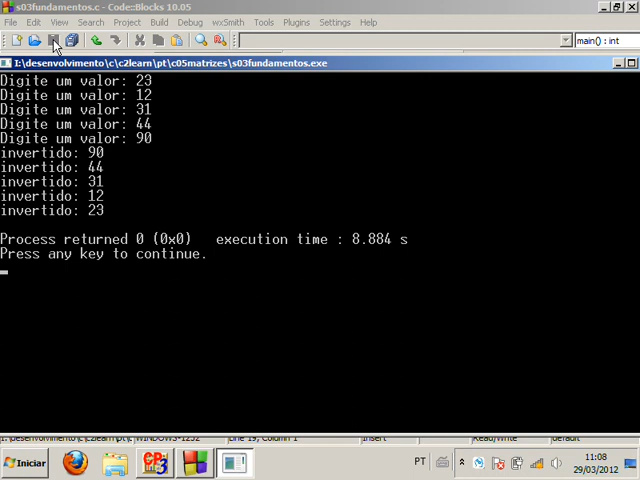 s03fundamentos.c - Code::Blocks 10.05
File Edit View Search Project Build Debug wxSmith Tools Plugins Settings Help
main() : int
I:\desenvolvimento\c\c2learn\pt\c05matrizes\s03fundamentos.exe
Digite um valor: 23
Digite um valor: 12
Digite um valor: 31
Digite um valor: 44
Digite um valor: 90
invertido: 90
invertido: 44
invertido: 31
invertido: 12
invertido: 23
Process returned 0 (0x0) execution time : 8.884 s
Press any key to continue.
I:\desenvolvimento\c\c2learn\pt\c WINDOWS-1252 Line 19, Column 1 Insert Read/Write default
Iniciar
PT
11:08
29/03/2012